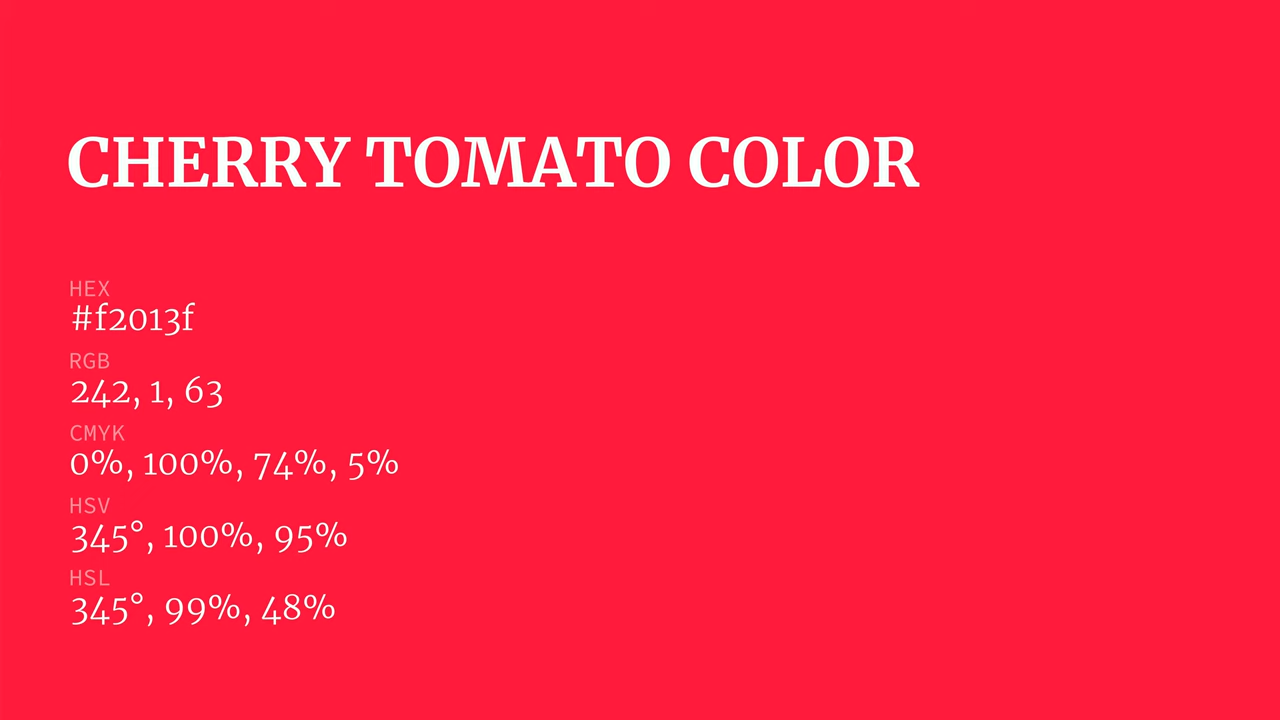 CHERRY TOMATO COLOR
HEX
#f2013f
RGB
242, 1, 63
CMYK
0%, 100%, 74%, 5%
HSV
345°, 100%, 95%
HSL
345°, 99%, 48%